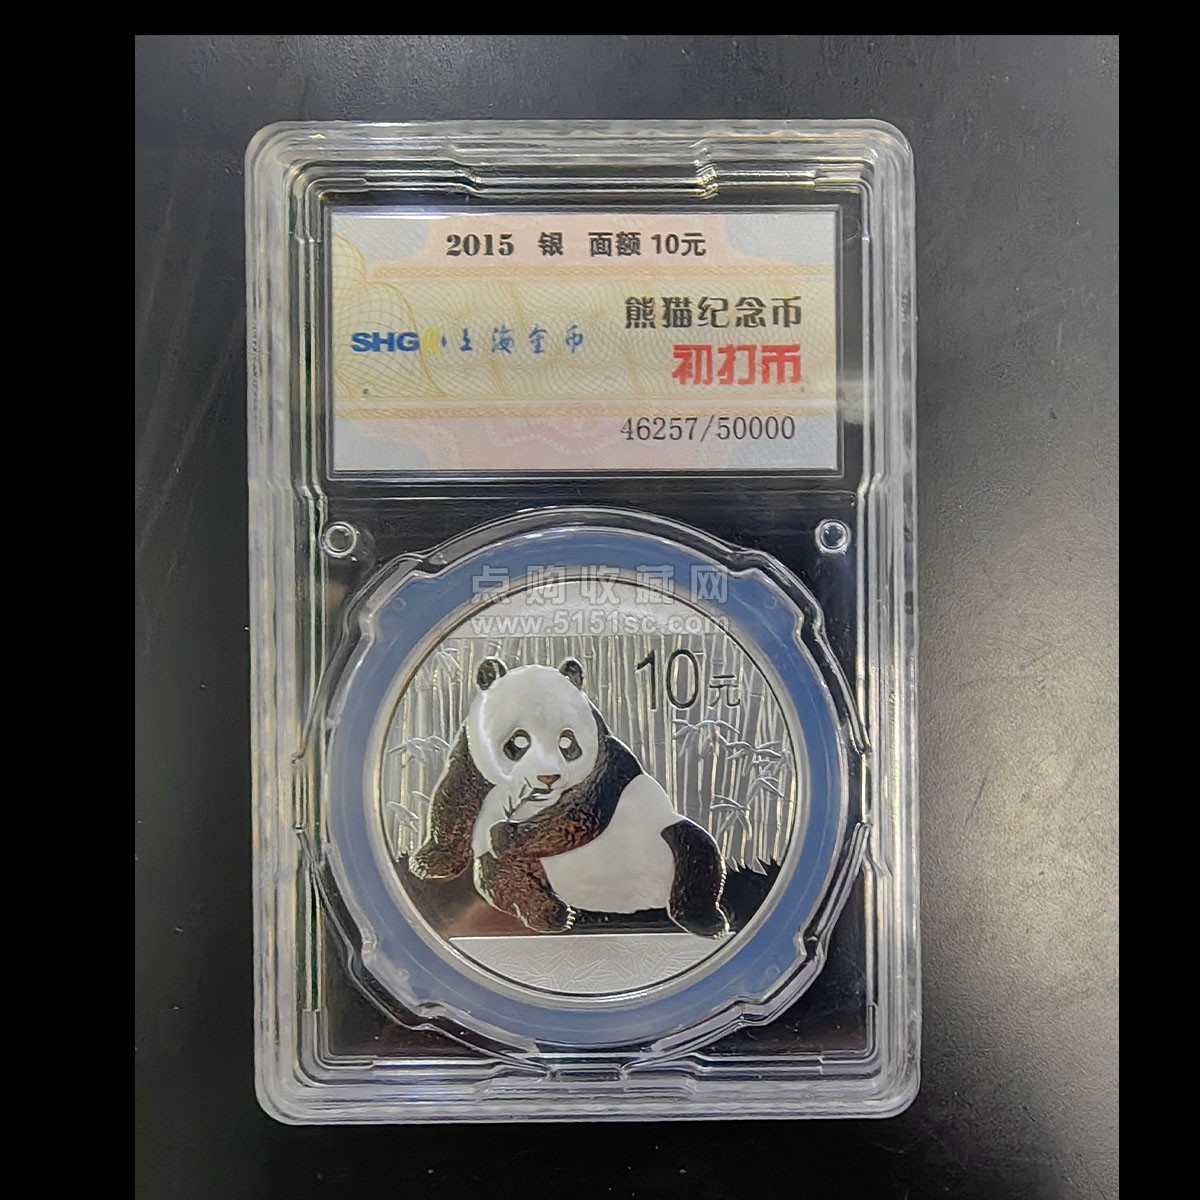 2015 银 面额 10元
熊猫纪念币
SHG 上海金币
初打币
46257/50000
点购收藏网
www.5151sc.com
10元